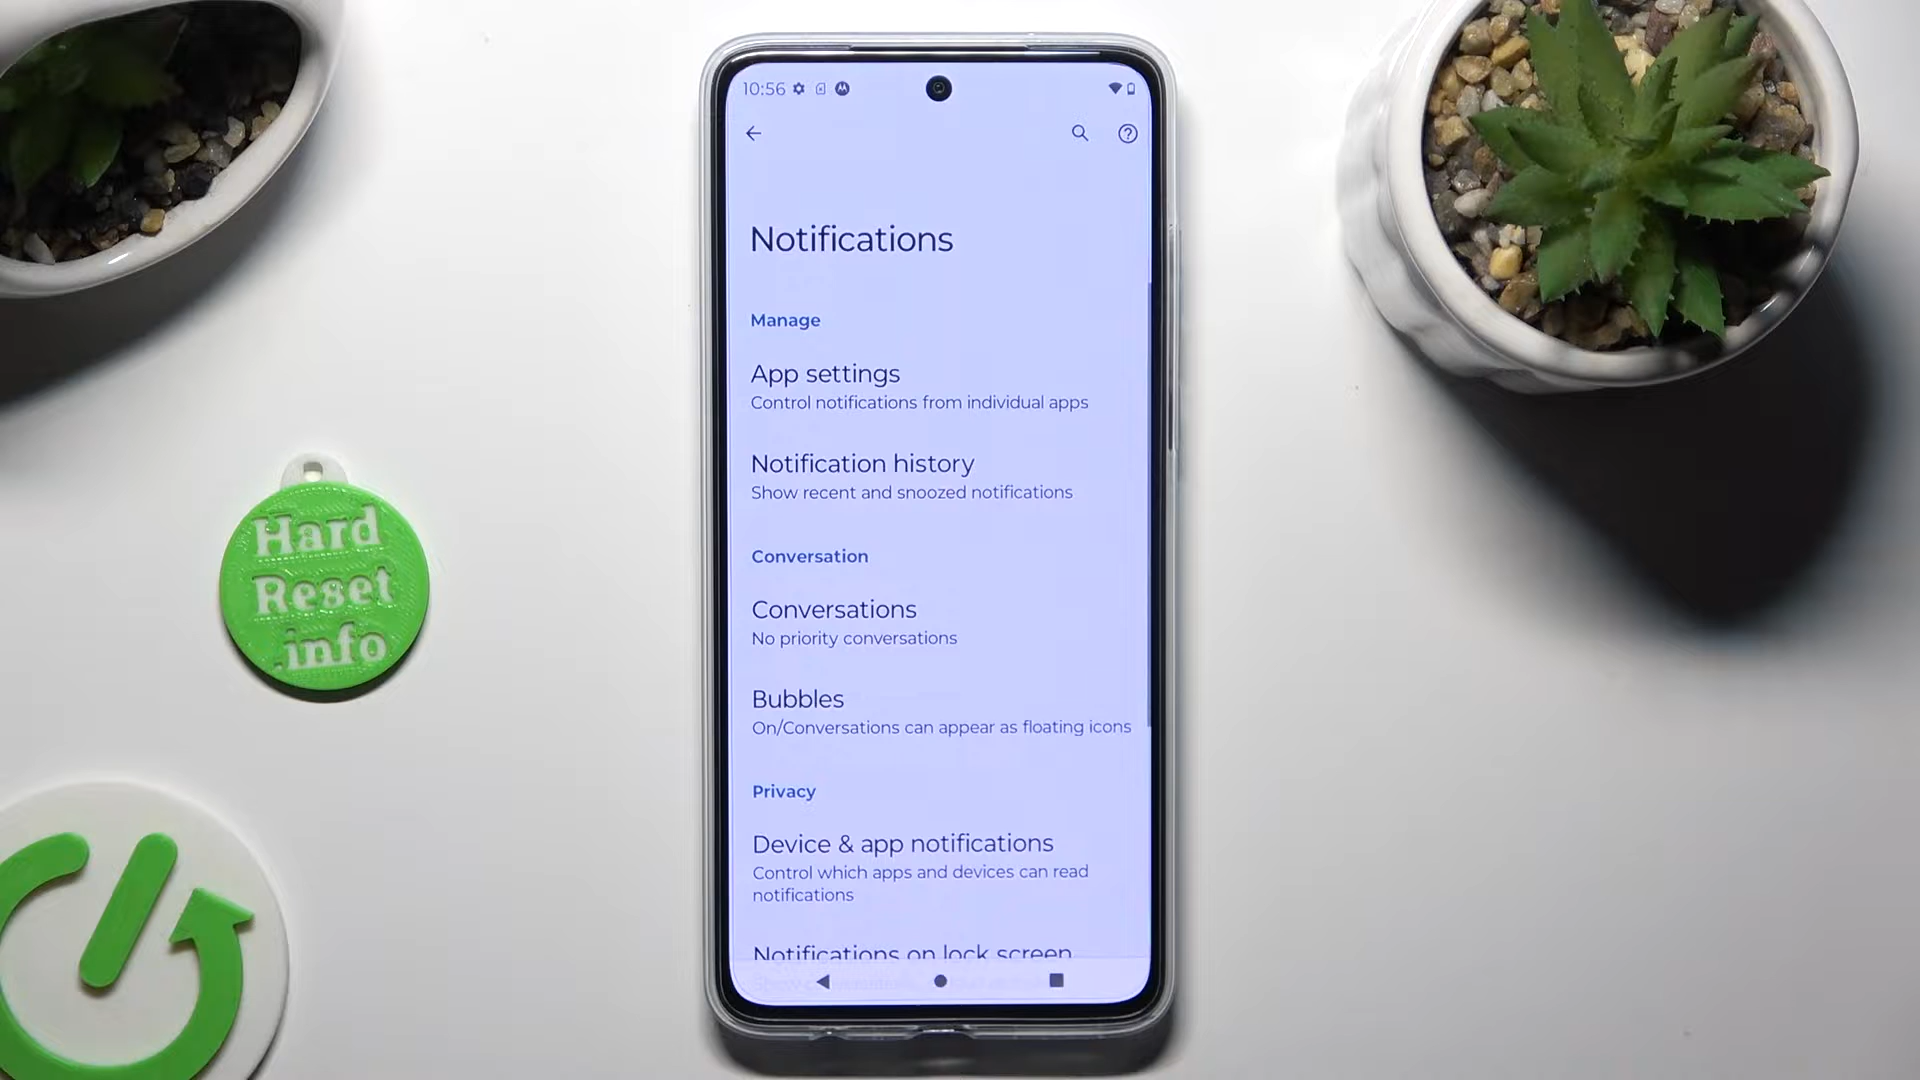 10:56
Notifications
Manage
App settings
Control notifications from individual apps
Notification history
Show recent and snoozed notifications
Conversation
Conversations
No priority conversations
Bubbles
On/Conversations can appear as floating icons
Privacy
Device & app notifications
Control which apps and devices can read
notifications
Notifications on lock screen
Hard
Reset
.info